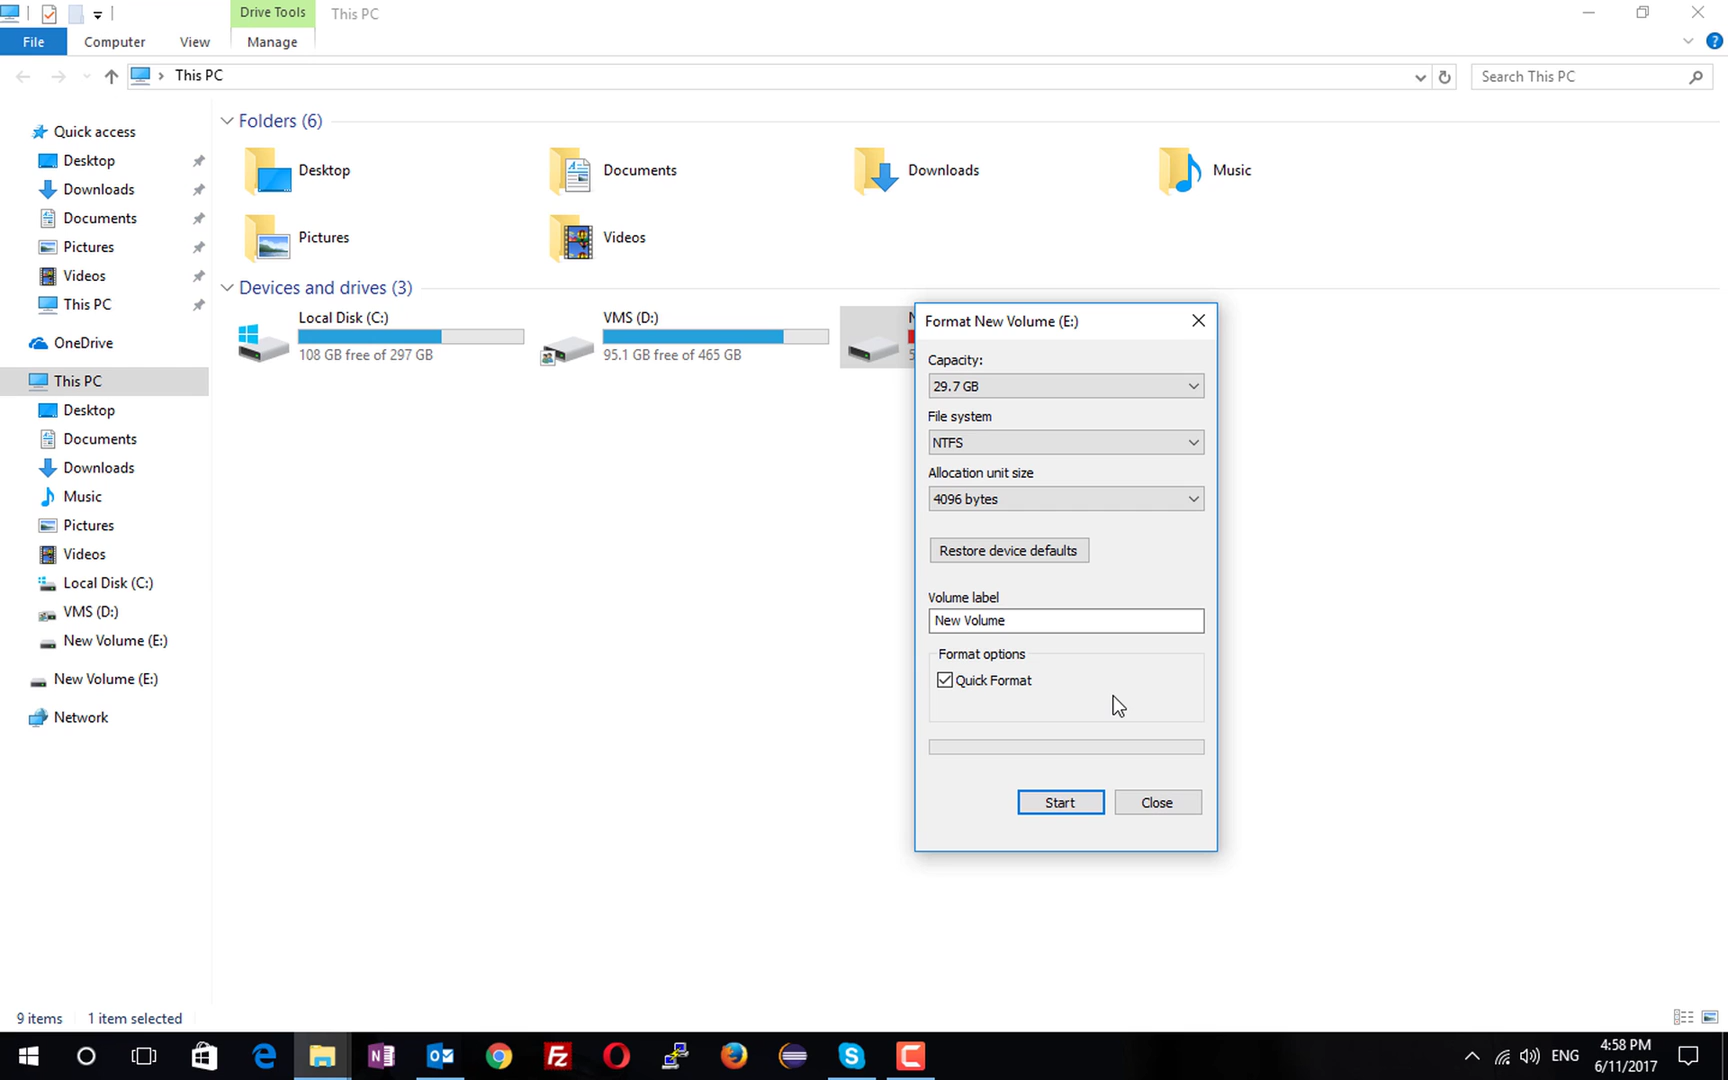 Drive Tools This PC
File Computer View Manage
This PC Search This PC
Quick access
Desktop
Downloads
Documents
Pictures
Videos
This PC
OneDrive
This PC
Desktop
Documents
Downloads
Music
Pictures
Videos
Local Disk (C:)
VMS (D:)
New Volume (E:)
New Volume (E:)
Network
Folders (6)
Desktop Documents Downloads Music
Pictures Videos
Devices and drives (3)
Local Disk (C:)
108 GB free of 297 GB
VMS (D:)
95.1 GB free of 465 GB
Format New Volume (E:)
Capacity:
29.7 GB
File system
NTFS
Allocation unit size
4096 bytes
Restore device defaults
Volume label
New Volume
Format options
Quick Format
Start Close
9 items 1 item selected
ENG
4:58 PM
6/11/2017